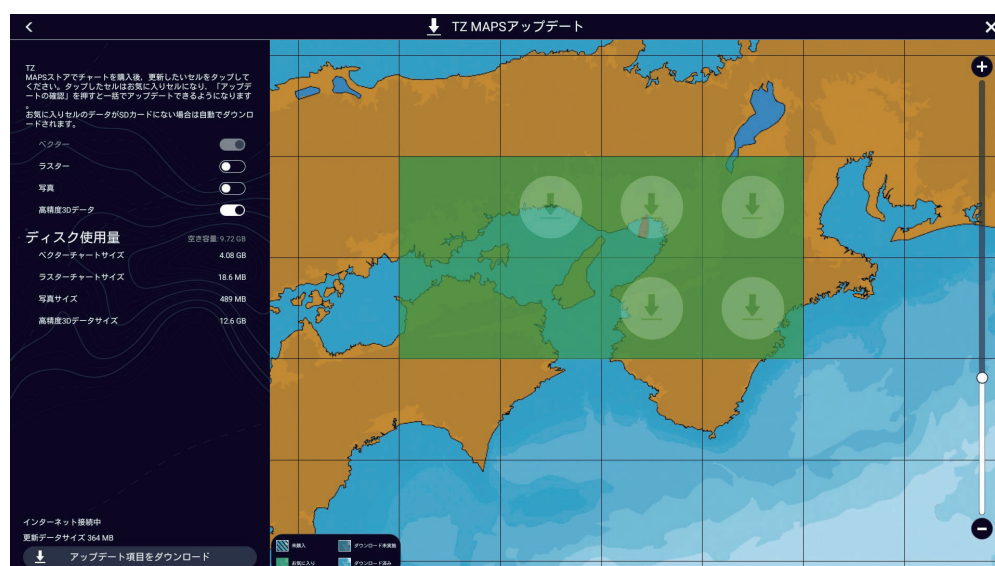 TZ MAPSアップデート
TZ
MAPSストアでチャートを購入後、更新したいセルをタップして
ください。タップしたセルはお気に入りセルになり、「アップデ
ートの確認」を押すと一括でアップデートできるようになります
。
お気に入りセルのデータがSDカードにない場合は自動でダウンロ
ードされます。
ベクター
ラスター
写真
高精度3Dデータ
ディスク使用量 空き容量: 9.72 GB
ベクターチャートサイズ 4.08 GB
ラスターチャートサイズ 18.6 MB
写真サイズ 489 MB
高精度3Dデータサイズ 12.6 GB
インターネット接続中
更新データサイズ 364 MB
アップデート項目をダウンロード
未購入 ダウンロード未実施
お気に入り ダウンロード済み